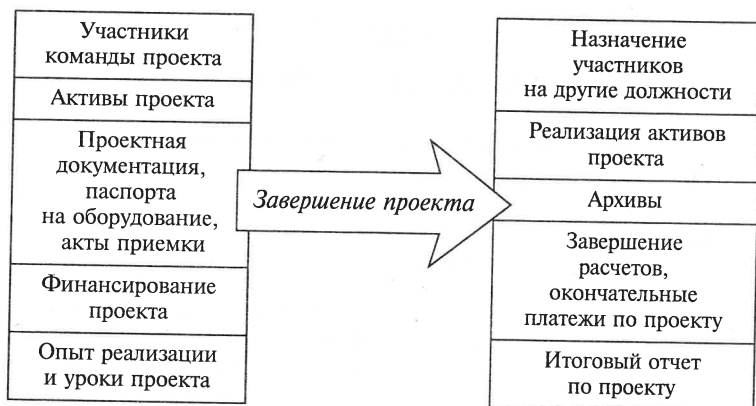 Участники
команды проекта
Активы проекта
Проектная
документация,
паспорта
на оборудование,
акты приемки
Финансирование
проекта
Опыт реализации
и уроки проекта
Завершение проекта
Назначение
участников
на другие должности
Реализация активов
проекта
Архивы
Завершение
расчетов,
окончательные
платежи по проекту
Итоговый отчет
по проекту